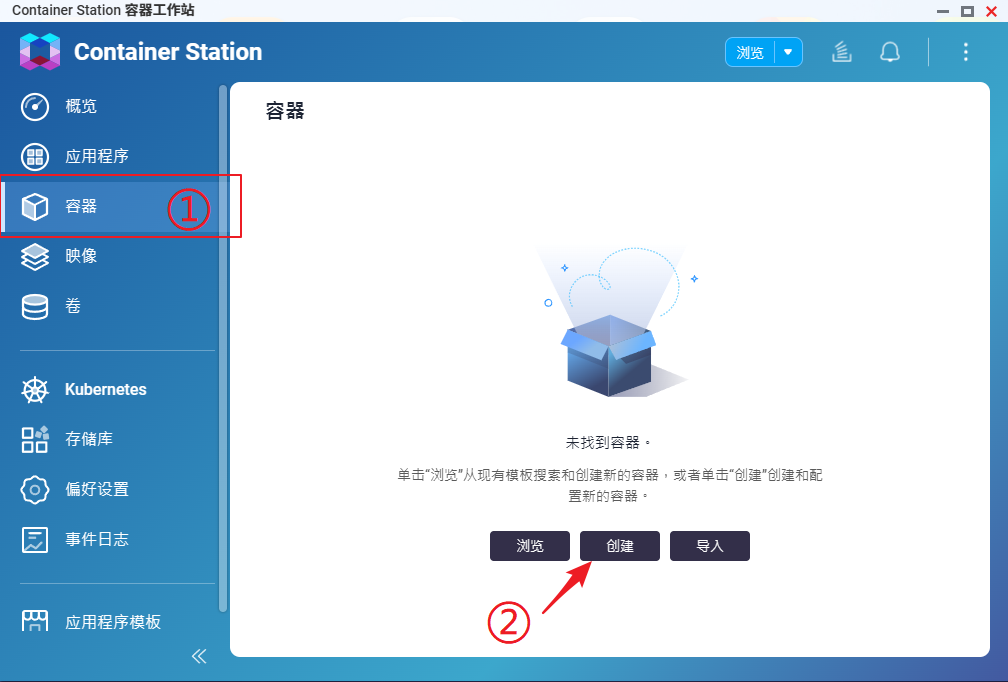 Container Station 容器工作站
Container Station
浏览
概览
应用程序
容器
①
映像
卷
Kubernetes
存储库
偏好设置
事件日志
应用程序模板
容器
未找到容器。
单击“浏览”从现有模板搜索和创建新的容器，或者单击“创建”创建和配
置新的容器。
浏览
创建
导入
②